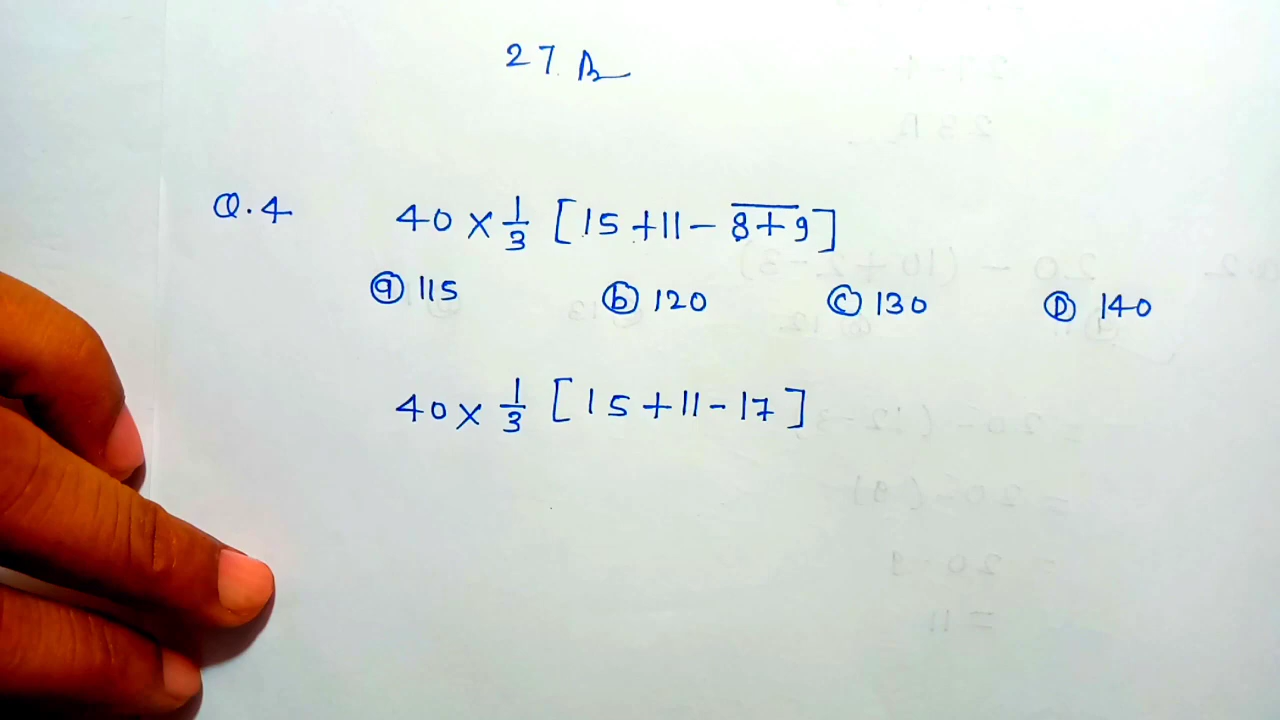 27 A
Q.4 40 × 1/3 [15 + 11 - 8̅ +̅ 9̅]
ⓐ 115 ⓑ 120 ⓒ 130 Ⓓ 140
40 × 1/3 [15 + 11 - 17]